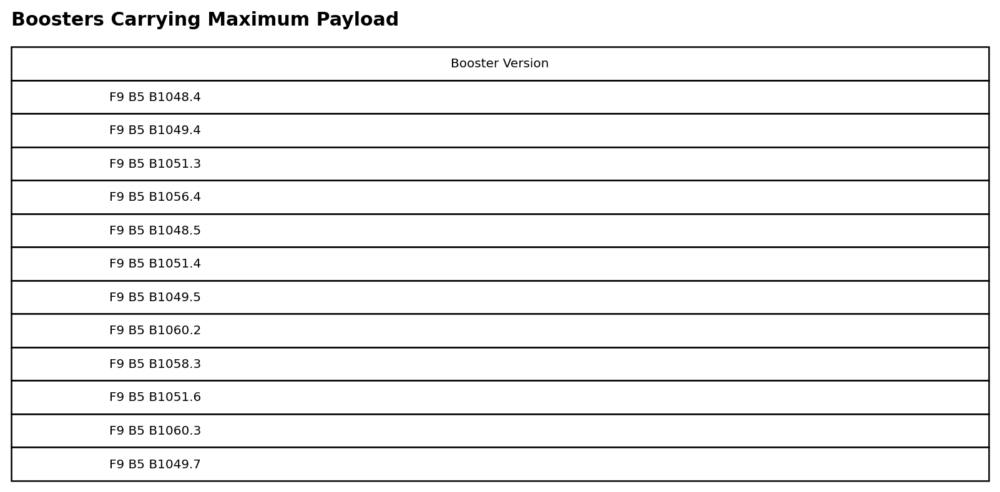 Boosters Carrying Maximum Payload
Booster Version
F9 B5 B1048.4
F9 B5 B1049.4
F9 B5 B1051.3
F9 B5 B1056.4
F9 B5 B1048.5
F9 B5 B1051.4
F9 B5 B1049.5
F9 B5 B1060.2
F9 B5 B1058.3
F9 B5 B1051.6
F9 B5 B1060.3
F9 B5 B1049.7